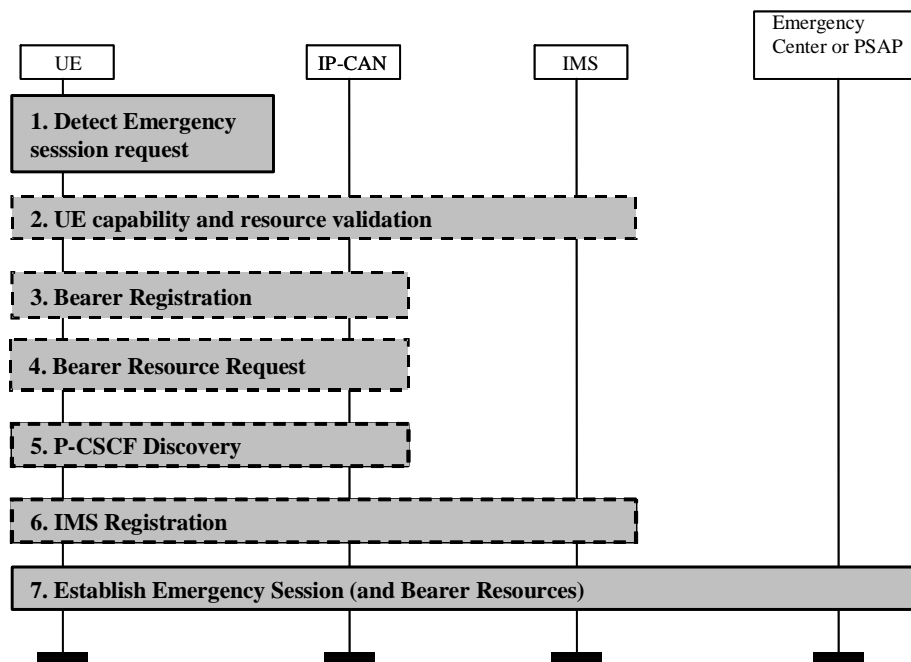 Emergency
Center or PSAP
UE
IP-CAN
IMS
1. Detect Emergency
sesssion request
2. UE capability and resource validation
3. Bearer Registration
4. Bearer Resource Request
5. P-CSCF Discovery
6. IMS Registration
7. Establish Emergency Session (and Bearer Resources)